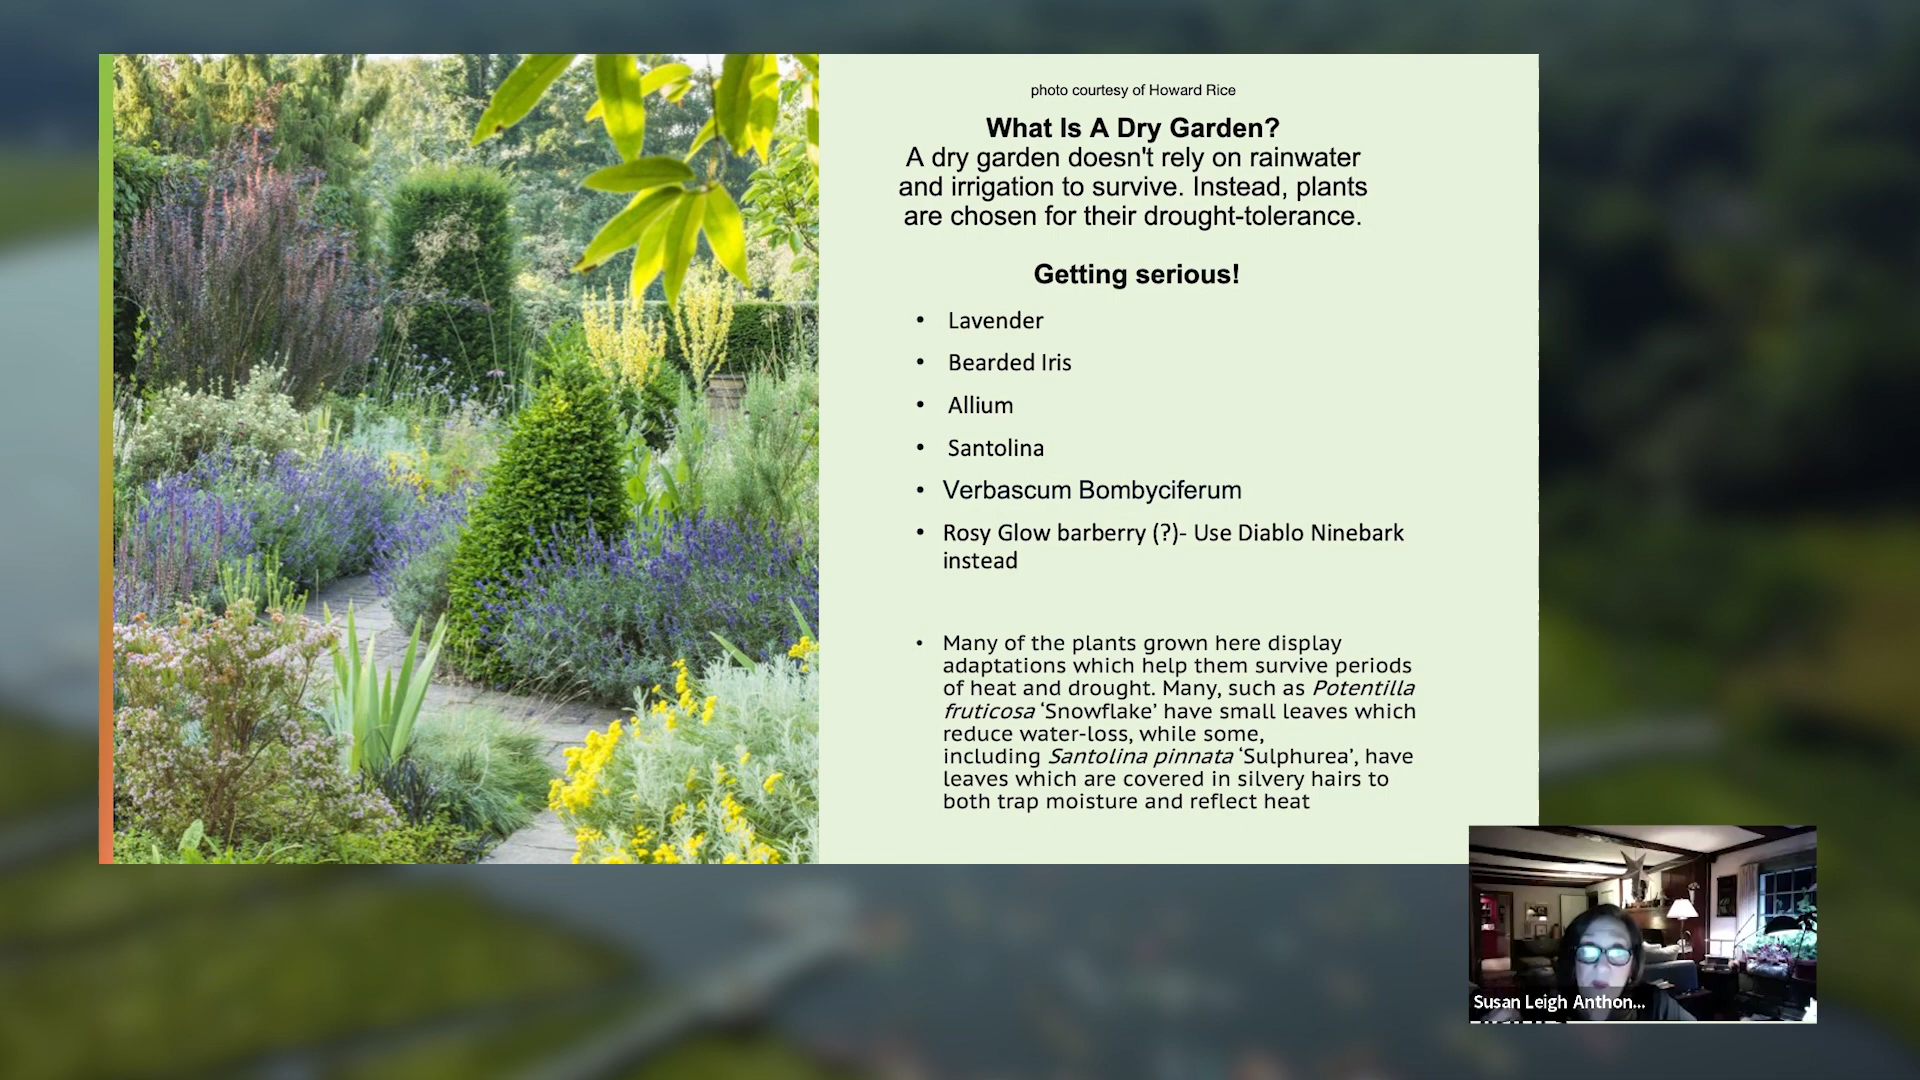 photo courtesy of Howard Rice
What Is A Dry Garden?
A dry garden doesn't rely on rainwater
and irrigation to survive. Instead, plants
are chosen for their drought-tolerance.
Getting serious!
• Lavender
• Bearded Iris
• Allium
• Santolina
• Verbascum Bombyciferum
• Rosy Glow barberry (?)- Use Diablo Ninebark
instead
• Many of the plants grown here display
adaptations which help them survive periods
of heat and drought. Many, such as Potentilla
fruticosa ‘Snowflake’ have small leaves which
reduce water-loss, while some,
including Santolina pinnata ‘Sulphurea’, have
leaves which are covered in silvery hairs to
both trap moisture and reflect heat
Susan Leigh Anthon...